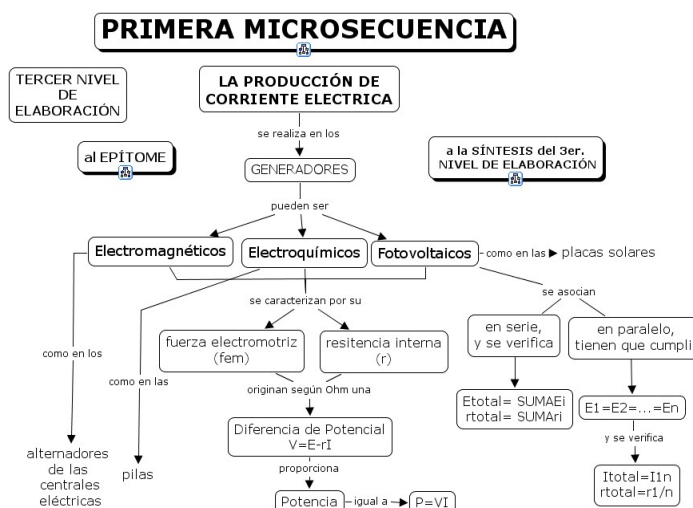 PRIMERA MICROSECUENCIA
TERCER NIVEL
DE
ELABORACIÓN
LA PRODUCCIÓN DE
CORRIENTE ELECTRICA
se realiza en los
al EPÍTOME
a la SÍNTESIS del 3er.
NIVEL DE ELABORACIÓN
GENERADORES
pueden ser
Electromagnéticos
Electroquímicos
Fotovoltaicos
como en las
placas solares
se caracterizan por su
se asocian
fuerza electromotriz
(fem)
resitencia interna
(r)
en serie,
y se verifica
en paralelo,
tienen que cumpli
como en los
como en las
originan según Ohm una
Etotal= SUMAEi
rtotal= SUMAri
E1=E2=...=En
Diferencia de Potencial
V=E-rI
y se verifica
alternadores
de las
centrales
eléctricas
pilas
proporciona
Itotal=I1n
rtotal=r1/n
Potencia
igual a
P=VI